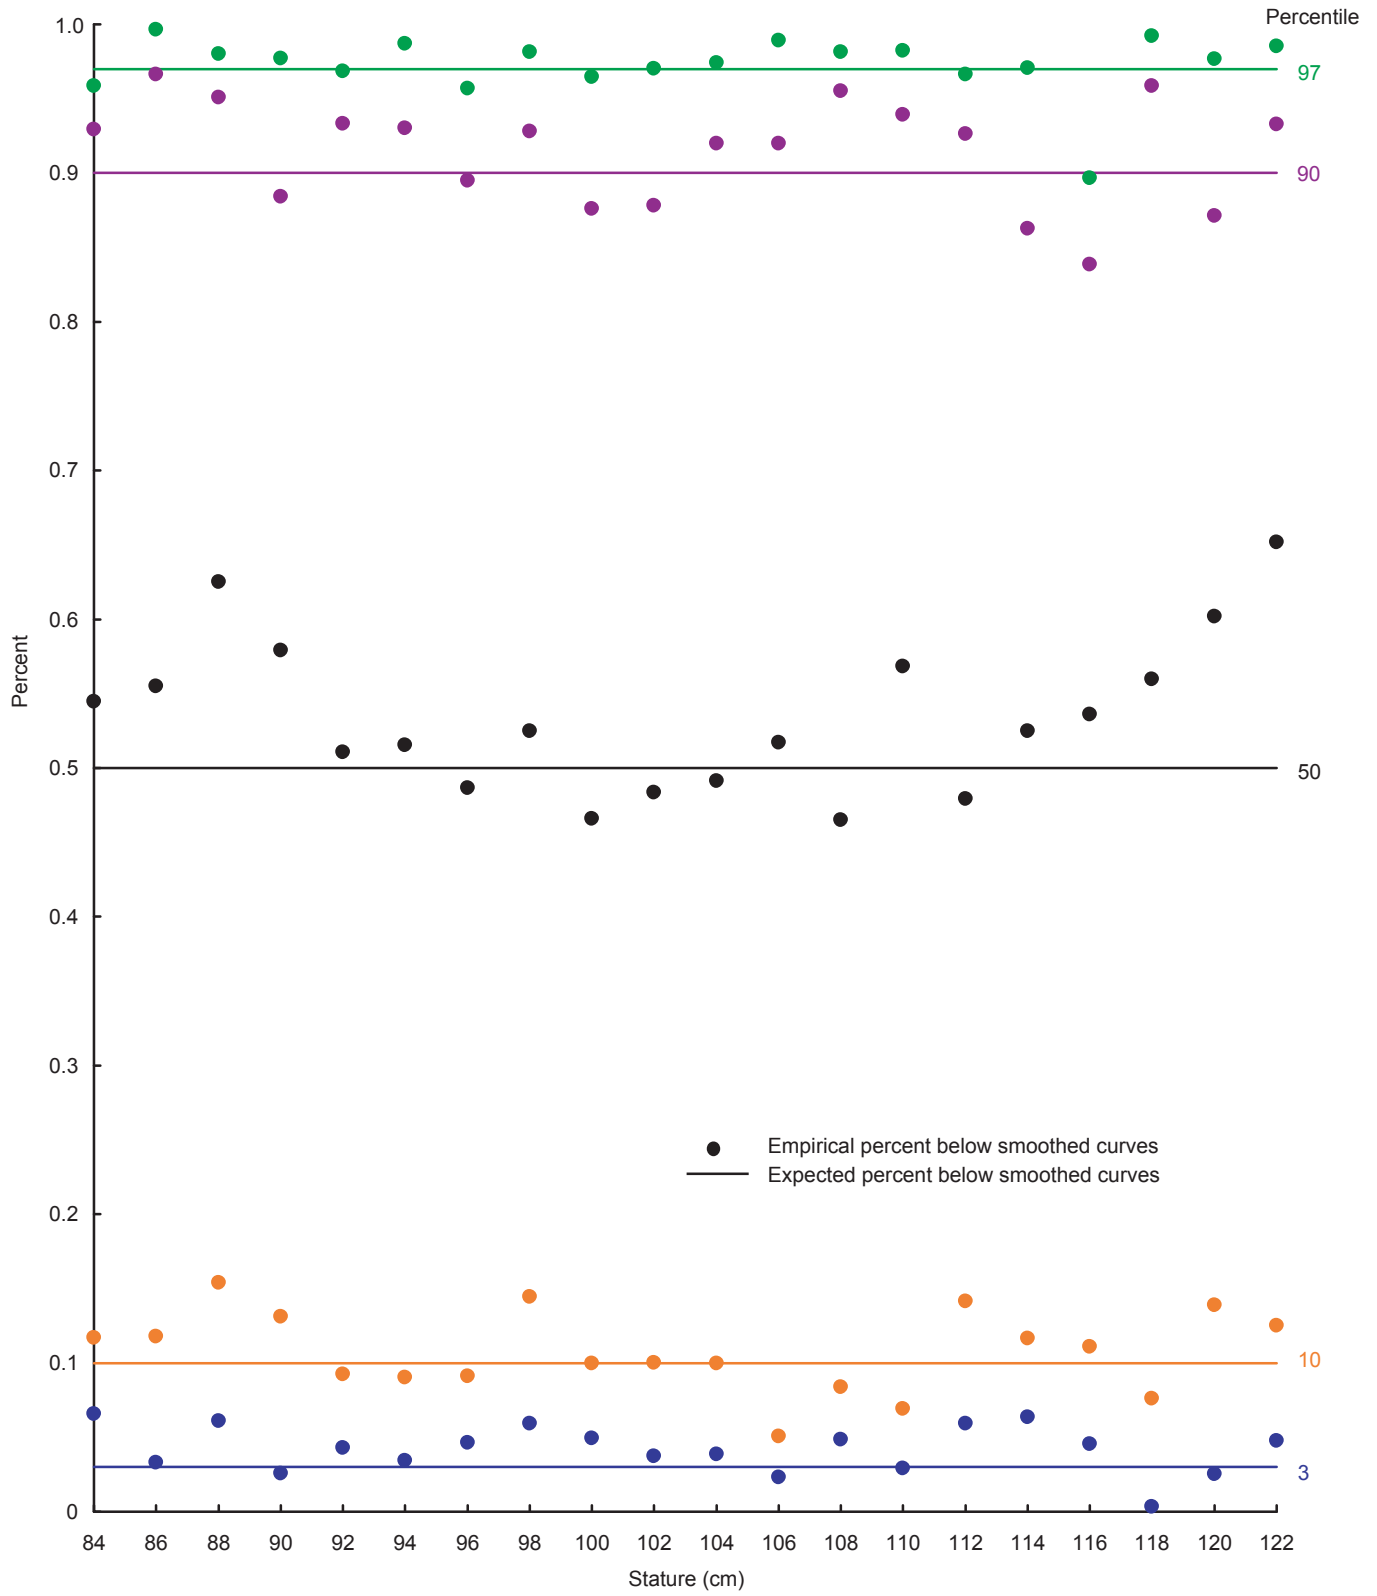 Percentile
1.0
97
0.9
90
0.8
0.7
0.6
Percent
0.5
50
0.4
0.3
Empirical percent below smoothed curves
Expected percent below smoothed curves
0.2
0.1
10
3
0
84 86 88 90 92 94 96 98 100 102 104 106 108 110 112 114 116 118 120 122
Stature (cm)